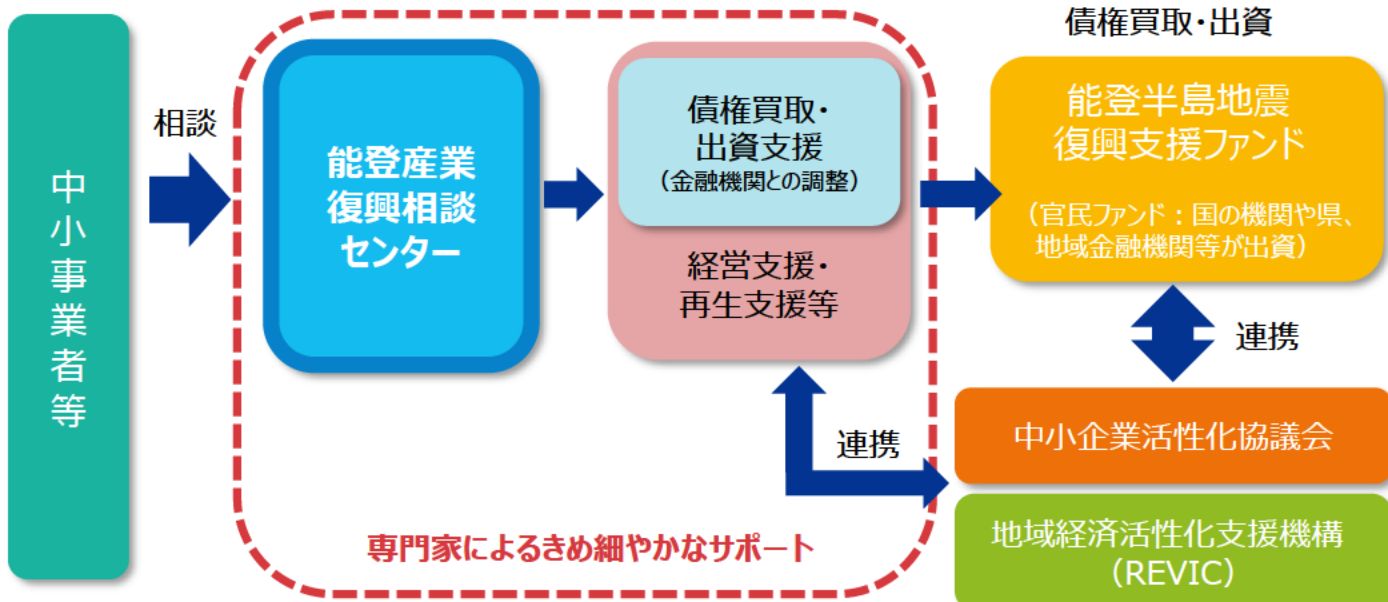 中小事業者等
相談
能登産業
復興相談
センター
債権買取・
出資支援
（金融機関との調整）
経営支援・
再生支援等
連携
専門家によるきめ細やかなサポート
債権買取・出資
能登半島地震
復興支援ファンド
（官民ファンド：国の機関や県、
地域金融機関等が出資）
連携
中小企業活性化協議会
地域経済活性化支援機構
（REVIC）